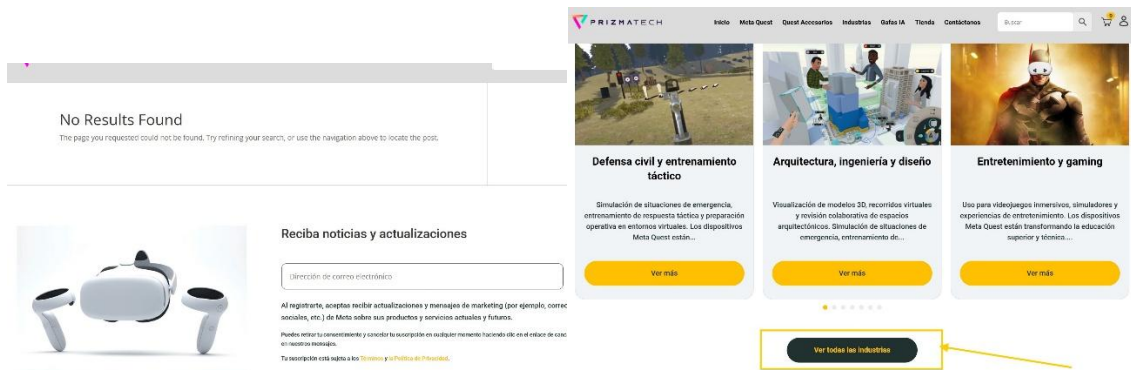 No Results Found
The page you requested could not be found. Try refining your search, or use the navigation above to locate the post.
Reciba noticias y actualizaciones
Dirección de correo electrónico
Al registrarte, aceptas recibir actualizaciones y mensajes de marketing (por ejemplo, correo
sociales, etc.) de Meta sobre sus productos y servicios actuales y futuros.
Puedes retirar tu consentimiento y cancelar tu suscripción en cualquier momento haciendo clic en el enlace de canc
en nuestros mensajes.
Tu suscripción está sujeta a los Términos y la Política de Privacidad.
PRIZMATECH
Inicio Meta Quest Quest Accesorios Industrias Gafas IA Tienda Contáctanos Buscar
Defensa civil y entrenamiento
táctico
Simulación de situaciones de emergencia,
entrenamiento de respuesta táctica y preparación
operativa en entornos virtuales. Los dispositivos
Meta Quest están...
Ver más
Arquitectura, ingeniería y diseño
Visualización de modelos 3D, recorridos virtuales
y revisión colaborativa de espacios
arquitectónicos. Simulación de situaciones de
emergencia, entrenamiento de...
Ver más
Entretenimiento y gaming
Uso para videojuegos inmersivos, simuladores y
experiencias de entretenimiento. Los dispositivos
Meta Quest están transformando la educación
superior y técnica....
Ver más
Ver todas las industrias